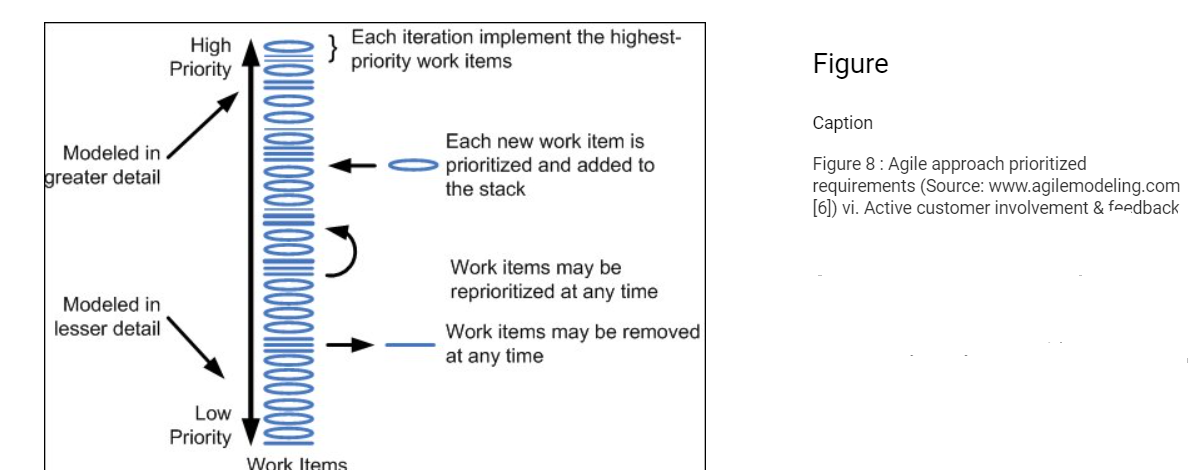 High
Priority
Each iteration implement the highest-
priority work items
Modeled in
greater detail
Each new work item is
prioritized and added to
the stack
Work items may be
reprioritized at any time
Modeled in
lesser detail
Work items may be removed
at any time
Low
Priority
Work Items
Figure
Caption
Figure 8 : Agile approach prioritized
requirements (Source: www.agilemodeling.com
[6]) vi. Active customer involvement & feedback